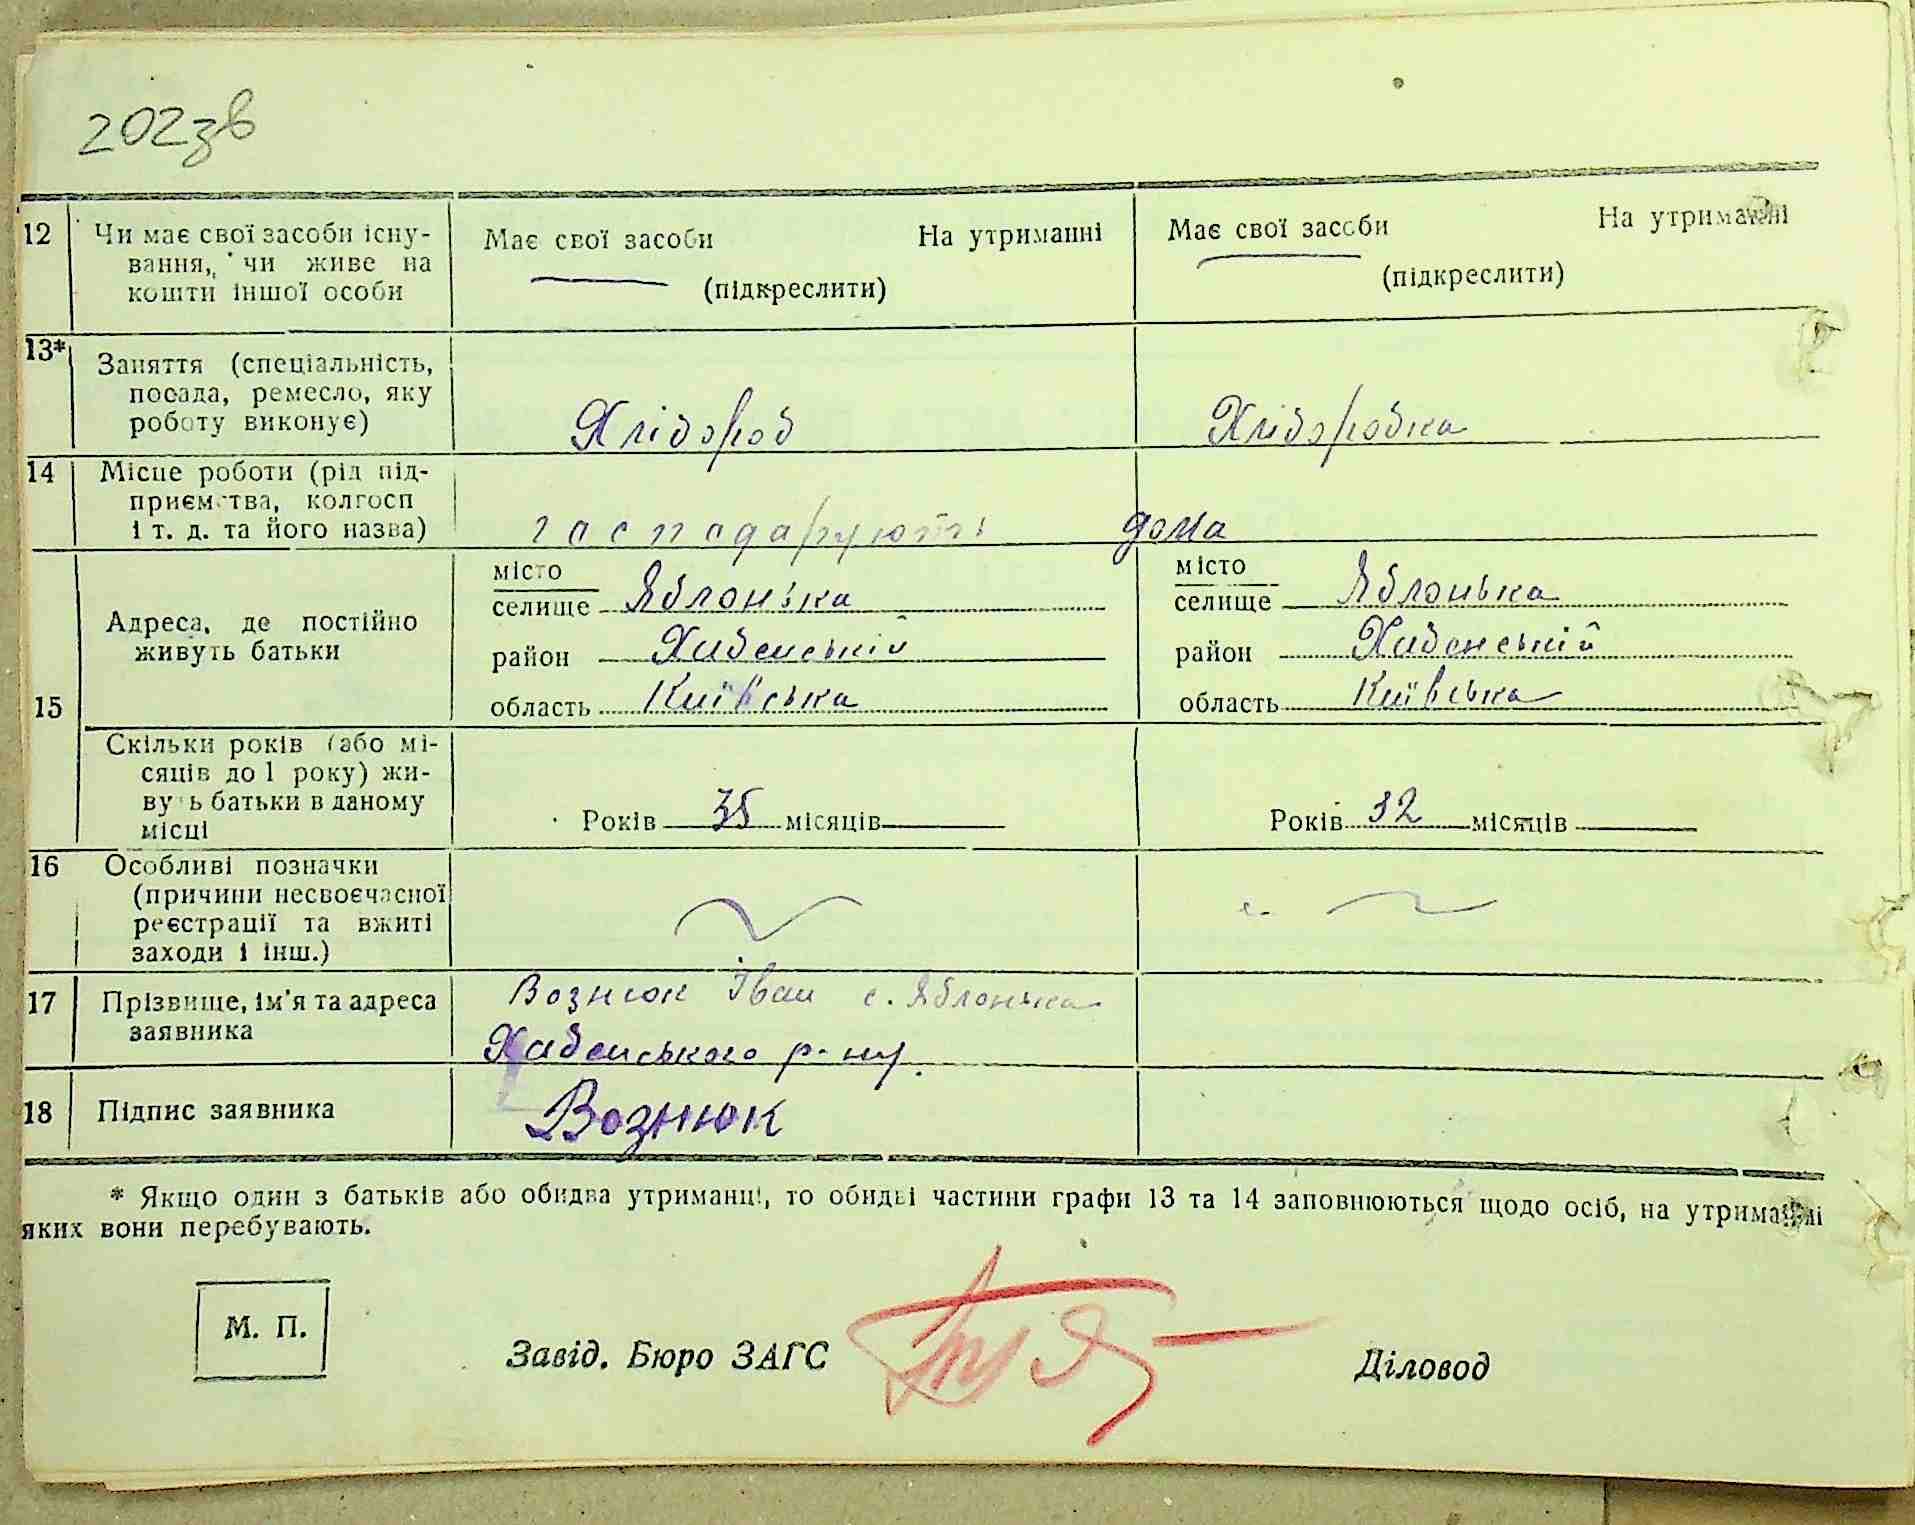 202зв
12 Чи має свої засоби існу-
вання, чи живе на
кошти іншої особи
Має свої засоби На утриманні
(підкреслити)
Має свої засоби На утриманні
(підкреслити)
13* Заняття (спеціальність,
посада, ремесло, яку
роботу виконує)
Хлібороб
Хліборобка
14 Місце роботи (рід під-
приємства, колгосп
і т. д. та його назва)
гаспадарують дома
15 Адреса, де постійно
живуть батьки
місто
селище Яблонька
район Хабенській
область Київська
місто
селище Яблонька
район Хабенській
область Київська
Скільки років (або мі-
сяців до 1 року) жи-
вуть батьки в даному
місці
Років 35 місяців
Років 32 місяців
16 Особливі позначки
(причини несвоєчасної
реєстрації та вжиті
заходи і інш.)
17 Прізвище, ім'я та адреса
заявника
Вознюк Іван с. Яблонька
Хабенського р-ну.
18 Підпис заявника
Вознюк
* Якщо один з батьків або обидва утриманці, то обидві частини графи 13 та 14 заповнюються щодо осіб, на утриманні
яких вони перебувають.
М. П.
Завід. Бюро ЗАГС
Діловод